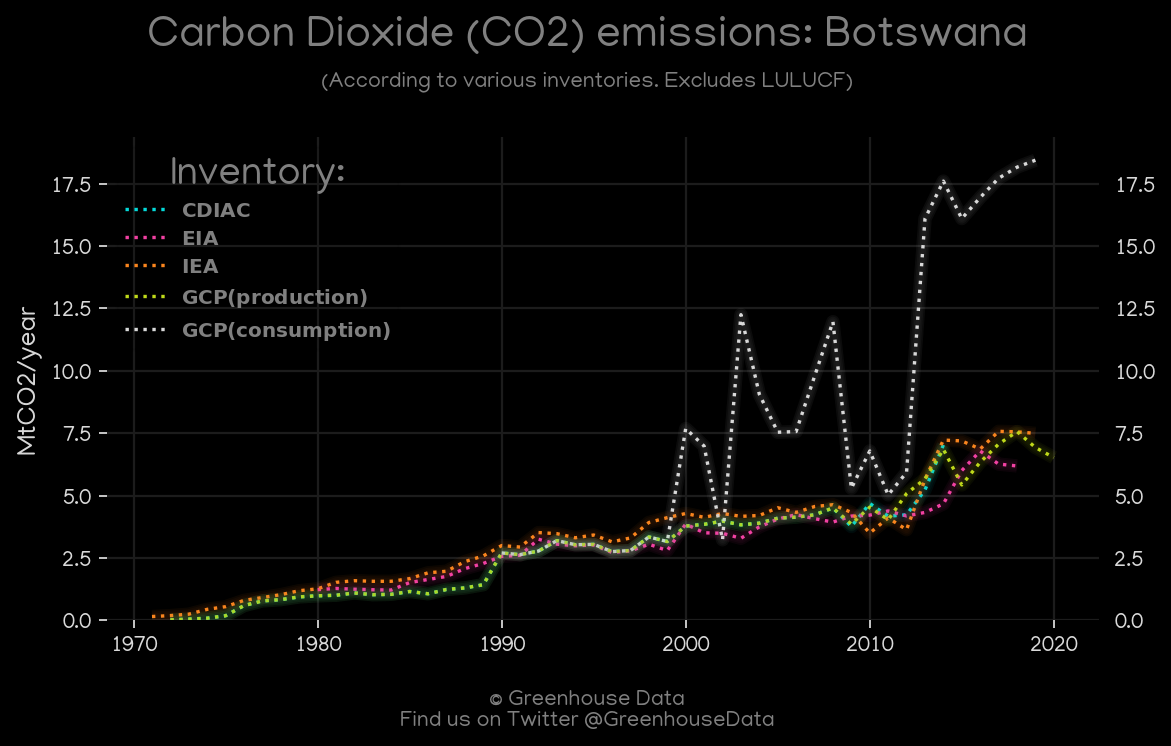 Carbon Dioxide (CO2) emissions: Botswana
(According to various inventories. Excludes LULUCF)
Inventory:
CDIAC
EIA
IEA
GCP(production)
GCP(consumption)
MtCO2/year
17.5
15.0
12.5
10.0
7.5
5.0
2.5
0.0
17.5
15.0
12.5
10.0
7.5
5.0
2.5
0.0
1970 1980 1990 2000 2010 2020
© Greenhouse Data
Find us on Twitter @GreenhouseData